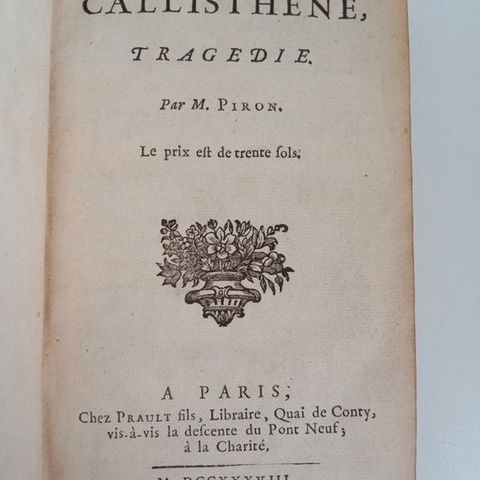 CALLISTHENE,
TRAGEDIE.
Par M. PIRON.
Le prix eſt de trente ſols.
A PARIS;
Chez PRAULT fils, Libraire, Quai de Conty,
vis-à-vis la deſcente du Pont Neuf;
à la Charité.